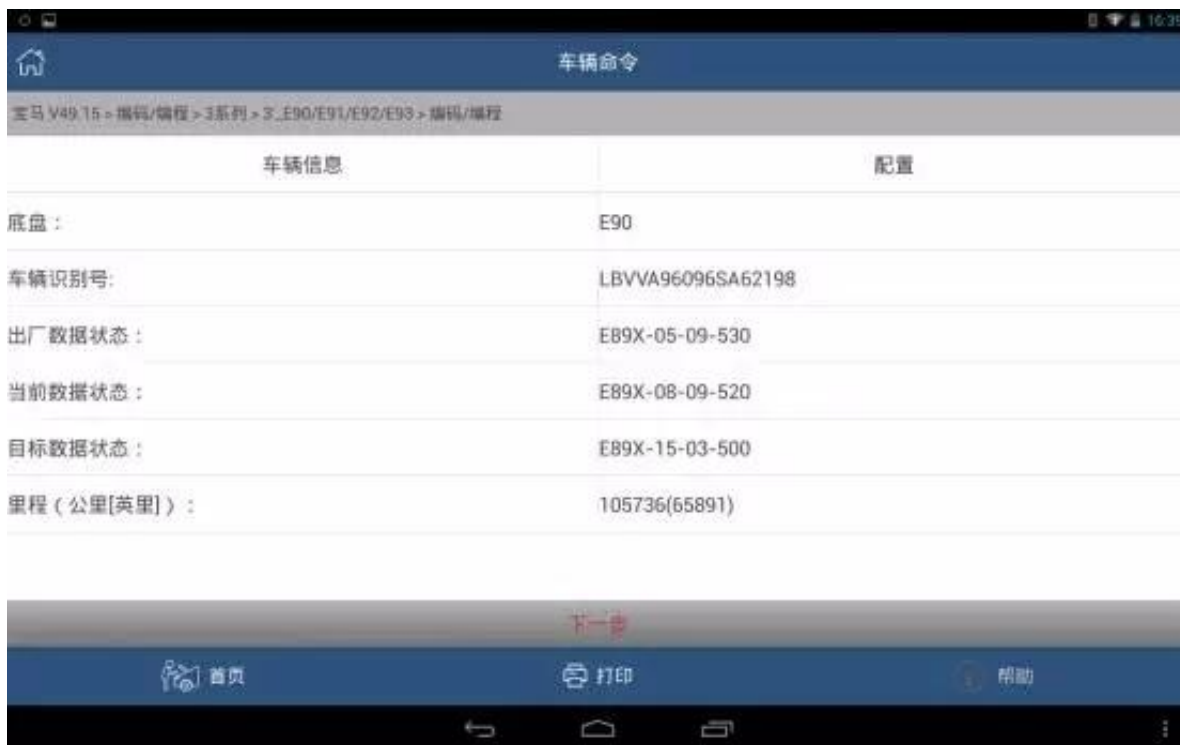 16:39
车辆命令
宝马 V49.15 > 编码/编程 > 3系列 > 3'_E90/E91/E92/E93 > 编码/编程
车辆信息 配置
底盘： E90
车辆识别号: LBVVA96096SA62198
出厂数据状态： E89X-05-09-530
当前数据状态： E89X-08-09-520
目标数据状态： E89X-15-03-500
里程（公里[英里]）： 105736(65891)
下一步
首页 打印 帮助